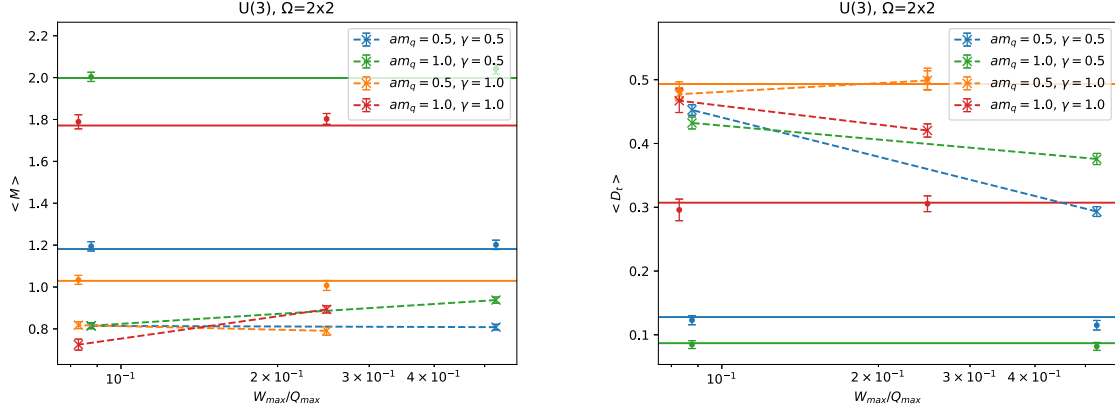 U(3), Ω=2x2
2.2
2.0
1.8
1.6
1.4
1.2
1.0
0.8
< M >
am_q = 0.5, γ = 0.5
am_q = 1.0, γ = 0.5
am_q = 0.5, γ = 1.0
am_q = 1.0, γ = 1.0
10⁻¹ 2 × 10⁻¹ 3 × 10⁻¹ 4 × 10⁻¹
W_max/Q_max
U(3), Ω=2x2
0.5
0.4
0.3
0.2
0.1
< D_t >
am_q = 0.5, γ = 0.5
am_q = 1.0, γ = 0.5
am_q = 0.5, γ = 1.0
am_q = 1.0, γ = 1.0
10⁻¹ 2 × 10⁻¹ 3 × 10⁻¹ 4 × 10⁻¹
W_max/Q_max